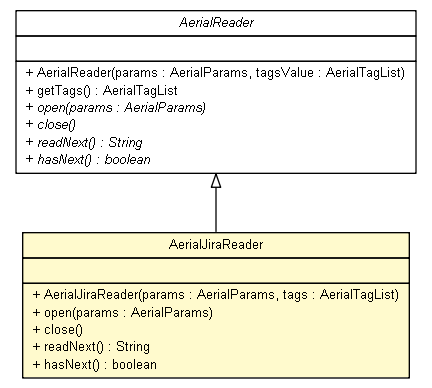 AerialReader
+ AerialReader(params : AerialParams, tagsValue : AerialTagList)
+ getTags() : AerialTagList
+ open(params : AerialParams)
+ close()
+ readNext() : String
+ hasNext() : boolean
AerialJiraReader
+ AerialJiraReader(params : AerialParams, tags : AerialTagList)
+ open(params : AerialParams)
+ close()
+ readNext() : String
+ hasNext() : boolean